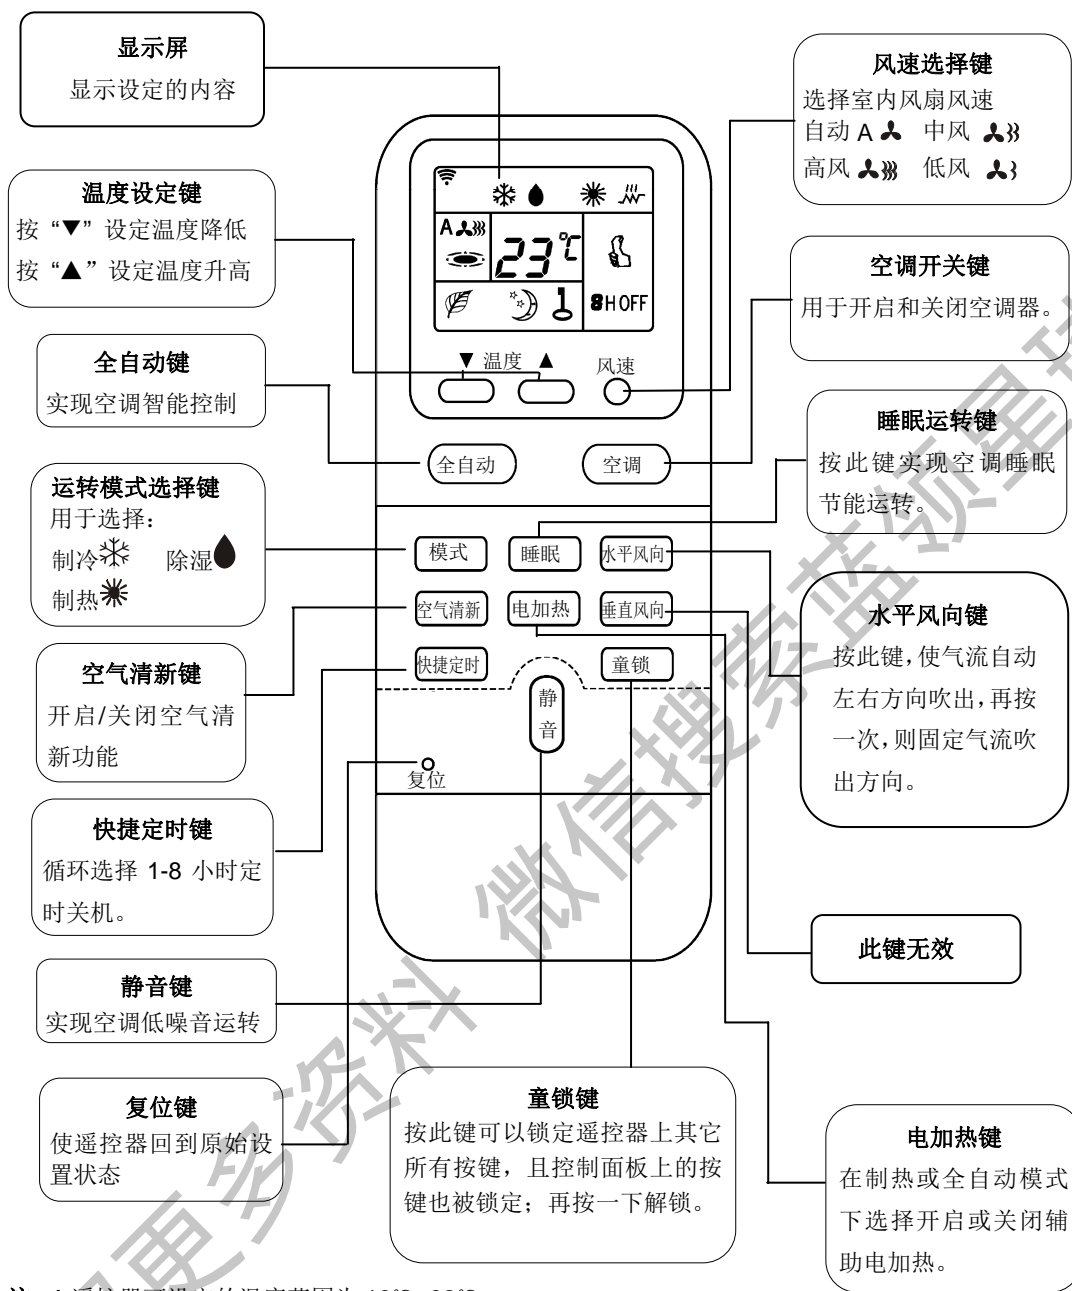 显示屏
显示设定的内容
温度设定键
按“▼”设定温度降低
按“▲”设定温度升高
全自动键
实现空调智能控制
运转模式选择键
用于选择：
制冷 除湿
制热
空气清新键
开启/关闭空气清
新功能
快捷定时键
循环选择 1-8 小时定
时关机。
静音键
实现空调低噪音运转
复位键
使遥控器回到原始设
置状态
A
23℃
8H OFF
▼ 温度 ▲
风速
全自动
空调
模式
睡眠
水平风向
空气清新
电加热
垂直风向
快捷定时
童锁
静
音
复位
童锁键
按此键可以锁定遥控器上其它
所有按键，且控制面板上的按
键也被锁定；再按一下解锁。
风速选择键
选择室内风扇风速
自动 A 中风
高风 低风
空调开关键
用于开启和关闭空调器。
睡眠运转键
按此键实现空调睡眠
节能运转。
水平风向键
按此键，使气流自动
左右方向吹出，再按
一次，则固定气流吹
出方向。
此键无效
电加热键
在制热或全自动模式
下选择开启或关闭辅
助电加热。
更多资料 微信搜索蓝领星球